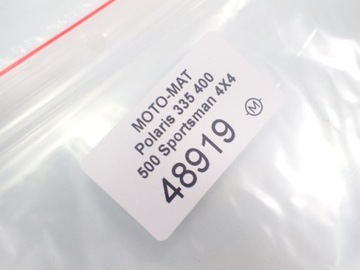 MOTO-MAT
Polaris 335 400
500 Sportsman 4X4
48919
M